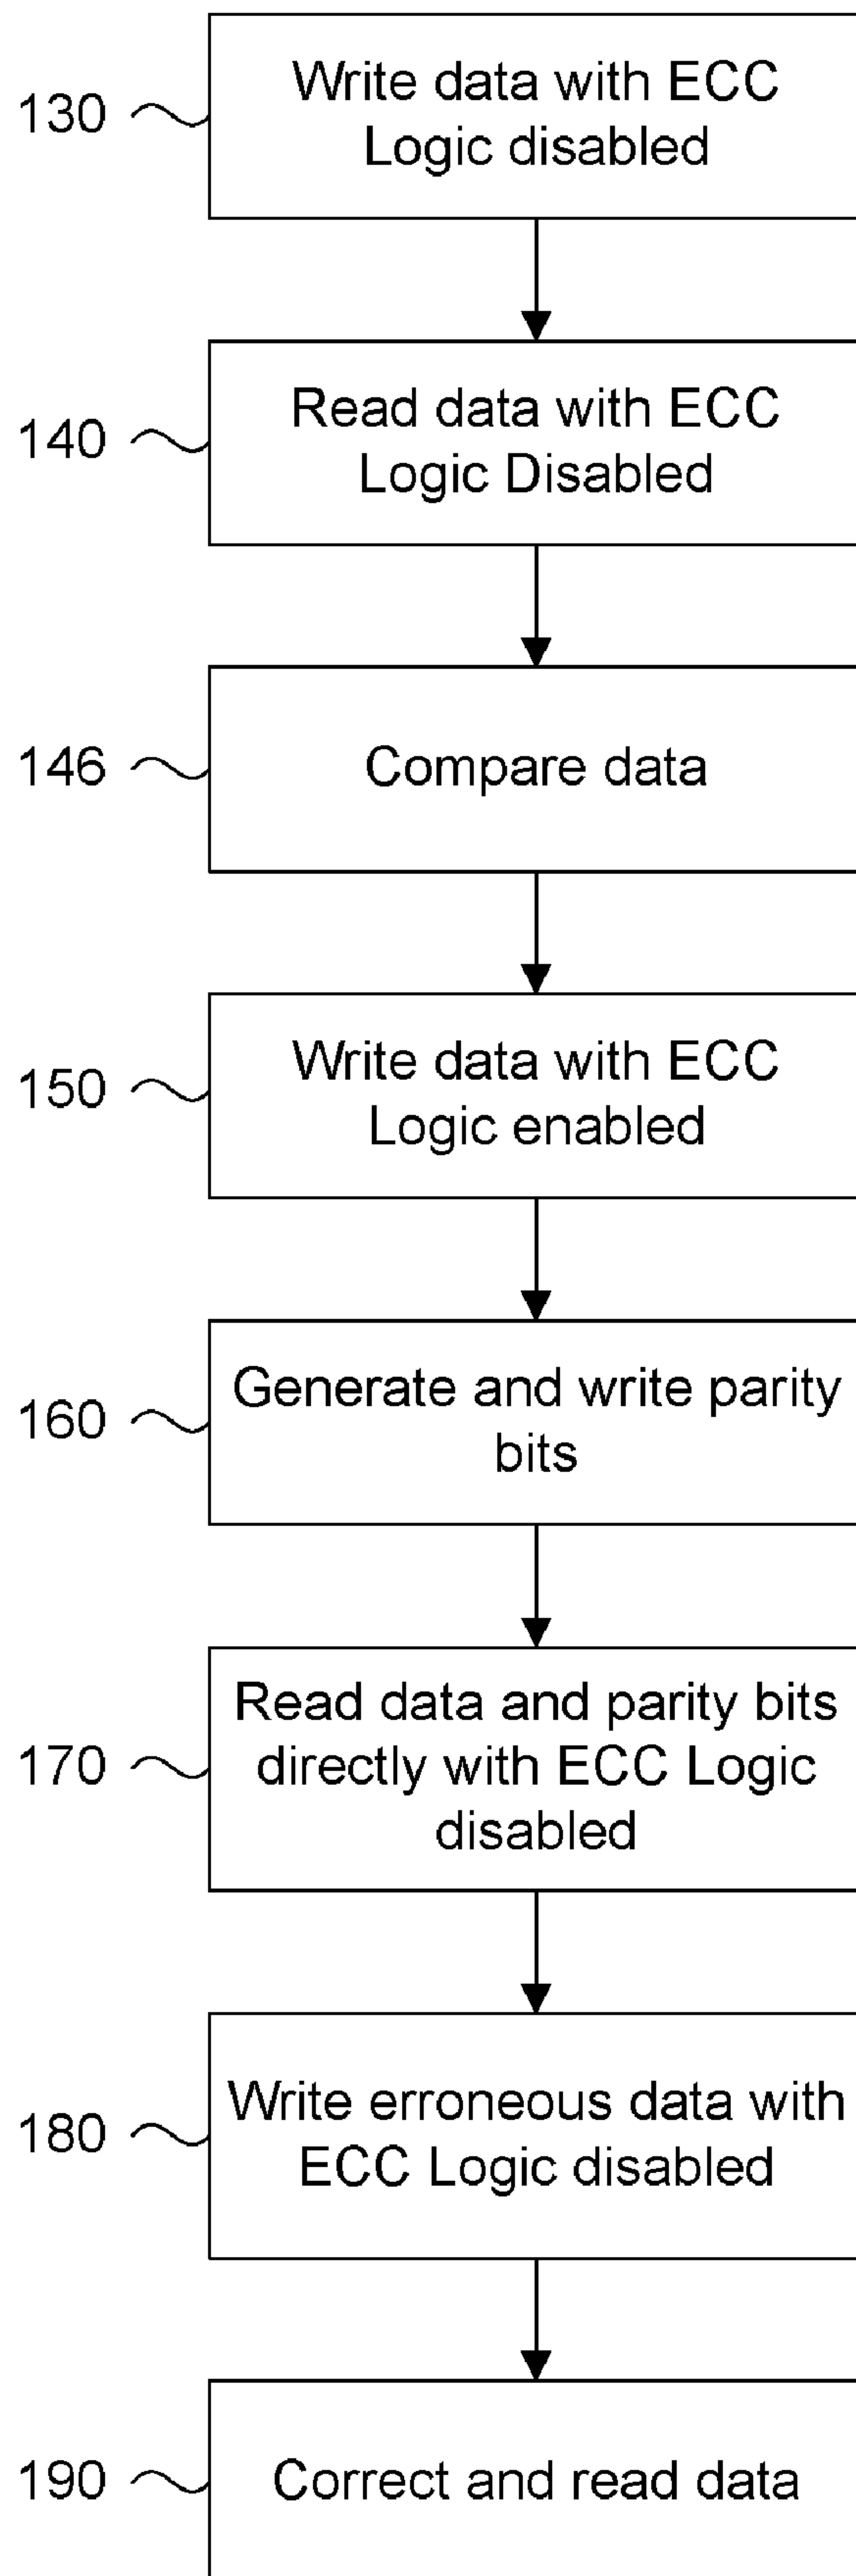 130
Write data with ECC
Logic disabled
140
Read data with ECC
Logic Disabled
146
Compare data
150
Write data with ECC
Logic enabled
160
Generate and write parity
bits
170
Read data and parity bits
directly with ECC Logic
disabled
180
Write erroneous data with
ECC Logic disabled
190
Correct and read data